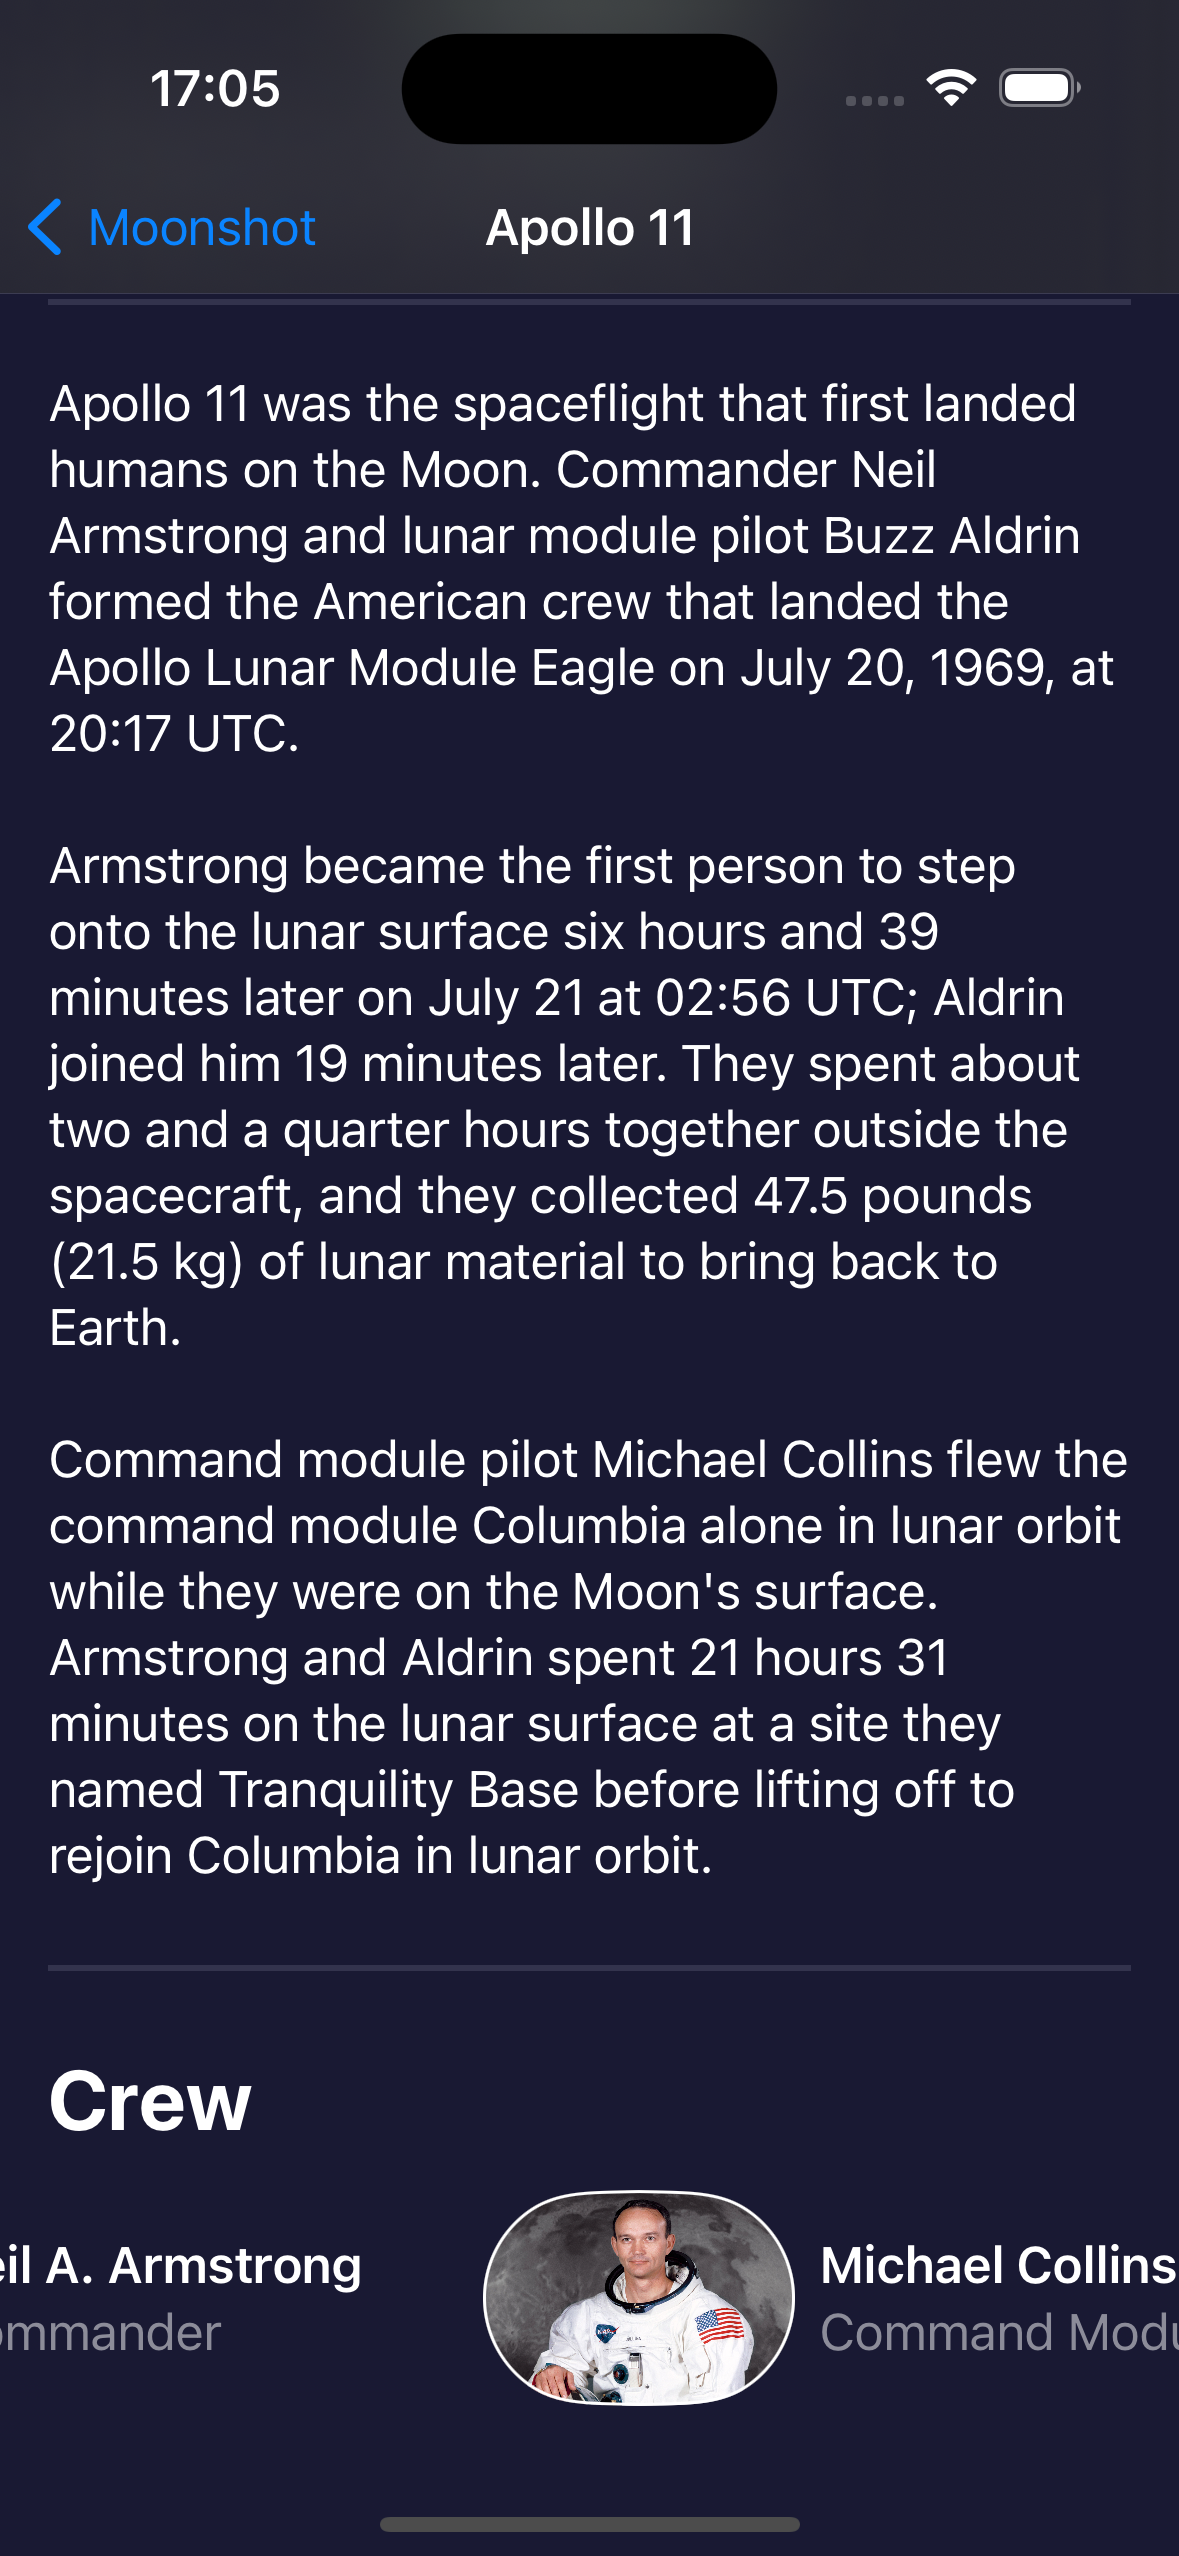 17:05
Moonshot
Apollo 11
Apollo 11 was the spaceflight that first landed
humans on the Moon. Commander Neil
Armstrong and lunar module pilot Buzz Aldrin
formed the American crew that landed the
Apollo Lunar Module Eagle on July 20, 1969, at
20:17 UTC.
Armstrong became the first person to step
onto the lunar surface six hours and 39
minutes later on July 21 at 02:56 UTC; Aldrin
joined him 19 minutes later. They spent about
two and a quarter hours together outside the
spacecraft, and they collected 47.5 pounds
(21.5 kg) of lunar material to bring back to
Earth.
Command module pilot Michael Collins flew the
command module Columbia alone in lunar orbit
while they were on the Moon's surface.
Armstrong and Aldrin spent 21 hours 31
minutes on the lunar surface at a site they
named Tranquility Base before lifting off to
rejoin Columbia in lunar orbit.
Crew
eil A. Armstrong
ommander
Michael Collins
Command Modu